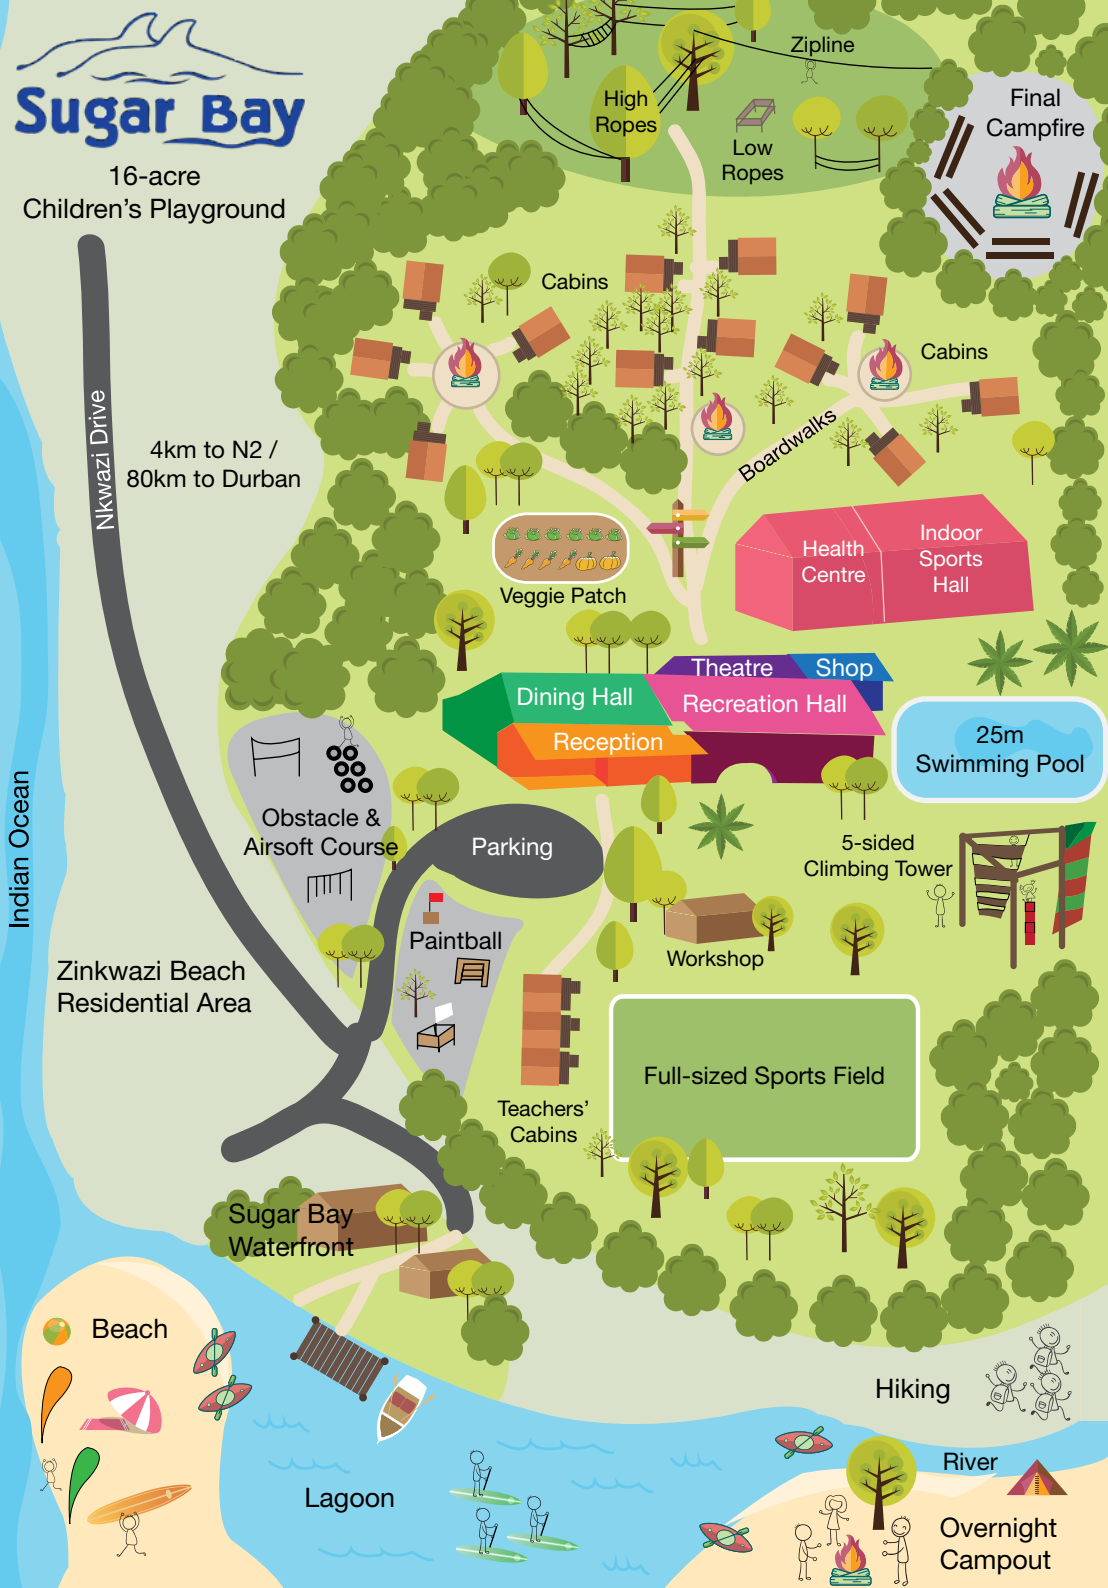 Sugar Bay
16-acre
Children's Playground
Zipline
High
Ropes
Low
Ropes
Final
Campfire
Cabins
Cabins
Boardwalks
Nkwazi Drive
4km to N2 /
80km to Durban
Veggie Patch
Health
Centre
Indoor
Sports
Hall
Theatre
Shop
Dining Hall
Recreation Hall
Reception
25m
Swimming Pool
Obstacle &
Airsoft Course
Parking
5-sided
Climbing Tower
Indian Ocean
Paintball
Workshop
Zinkwazi Beach
Residential Area
Full-sized Sports Field
Teachers'
Cabins
Sugar Bay
Waterfront
Beach
Hiking
River
Lagoon
Overnight
Campout